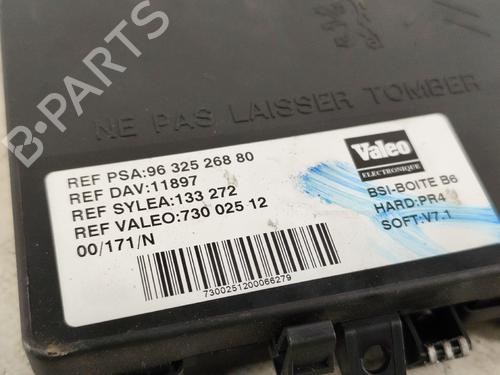 NE PAS LAISSER TOMBER
REF PSA:96 325 268 80
REF DAV:11897
REF SYLEA:133 272
REF VALEO:730 025 12
00/171/N
7300251200066279
Valeo
ELECTRONIQUE
BSI-BOITE B6
HARD:PR4
SOFT:V7.1
B-PARTS